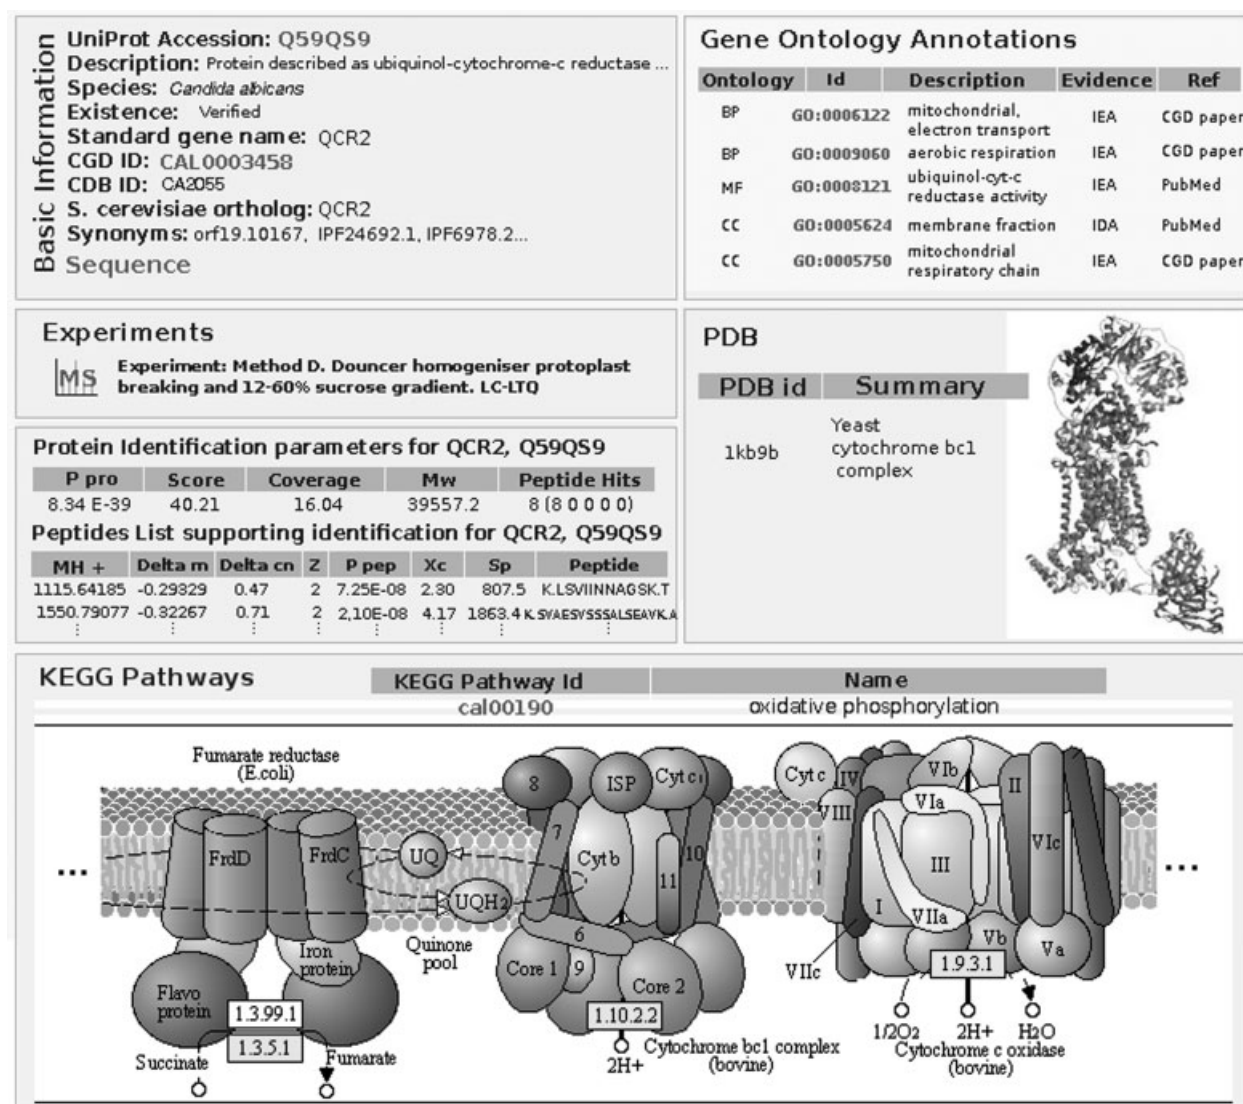 Basic Information
UniProt Accession: Q59QS9
Description: Protein described as ubiquinol-cytochrome-c reductase ...
Species: Candida albicans
Existence: Verified
Standard gene name: QCR2
CGD ID: CAL0003458
CDB ID: CA2055
S. cerevisiae ortholog: QCR2
Synonyms: orf19.10167, IPF24692.1, IPF6978.2...
Sequence
Gene Ontology Annotations
Ontology Id Description Evidence Ref
BP GO:0006122 mitochondrial, electron transport IEA CGD paper
BP GO:0009060 aerobic respiration IEA CGD paper
MF GO:0008121 ubiquinol-cyt-c reductase activity IEA PubMed
CC GO:0005624 membrane fraction IDA PubMed
CC GO:0005750 mitochondrial respiratory chain IEA CGD paper
Experiments
MS
Experiment: Method D. Douncer homogeniser protoplast
breaking and 12-60% sucrose gradient. LC-LTQ
PDB
PDB id Summary
1kb9b Yeast cytochrome bc1 complex
Protein Identification parameters for QCR2, Q59QS9
P pro Score Coverage Mw Peptide Hits
8.34 E-39 40.21 16.04 39557.2 8 (8 0 0 0 0)
Peptides List supporting identification for QCR2, Q59QS9
MH + Delta m Delta cn Z P pep Xc Sp Peptide
1115.64185 -0.29329 0.47 2 7.25E-08 2.30 807.5 K.LSVIINNAGSK.T
1550.79077 -0.32267 0.71 2 2,10E-08 4.17 1863.4 K.SVAESVSSSALSEAVK.A
KEGG Pathways
KEGG Pathway Id Name
cal00190 oxidative phosphorylation
Fumarate reductase
(E.coli)
FrdD
FrdC
UQ
UQH2
Quinone
pool
Iron
protein
Flavo
protein
1.3.99.1
1.3.5.1
Succinate
Fumarate
...
8
ISP
Cyt c1
7
Cyt b
10
11
6
Core 1
9
Core 2
1.10.2.2
2H+
Cytochrome bc1 complex
(bovine)
Cyt c
IV
VIb
II
VIII
VIa
VIc
III
I
VIIa
VIIc
Vb
Va
1.9.3.1
1/2O2
2H+
H2O
Cytochrome c oxidase
(bovine)
...